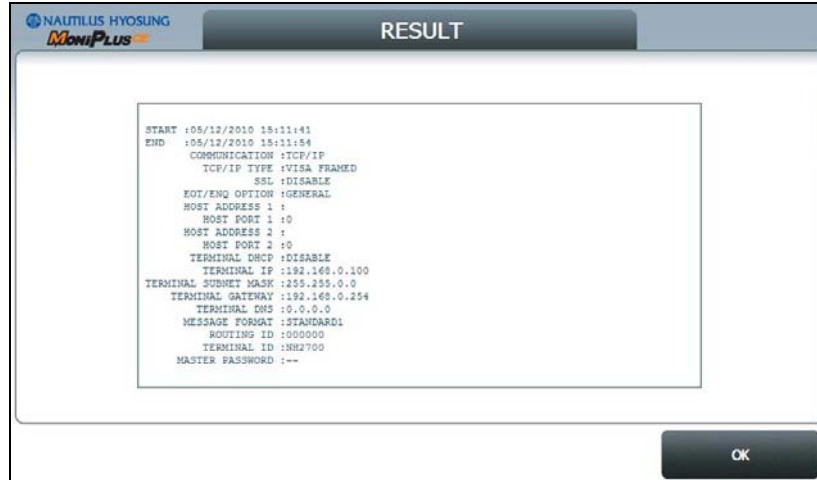 NAUTILUS HYOSUNG
MoniPlus CE
RESULT
START :05/12/2010 15:11:41
END :05/12/2010 15:11:54
COMMUNICATION :TCP/IP
TCP/IP TYPE :VISA FRAMED
SSL :DISABLE
EOT/ENQ OPTION :GENERAL
HOST ADDRESS 1 :
HOST PORT 1 :0
HOST ADDRESS 2 :
HOST PORT 2 :0
TERMINAL DHCP :DISABLE
TERMINAL IP :192.168.0.100
TERMINAL SUBNET MASK :255.255.0.0
TERMINAL GATEWAY :192.168.0.254
TERMINAL DNS :0.0.0.0
MESSAGE FORMAT :STANDARD1
ROUTING ID :000000
TERMINAL ID :NH2700
MASTER PASSWORD :--
OK